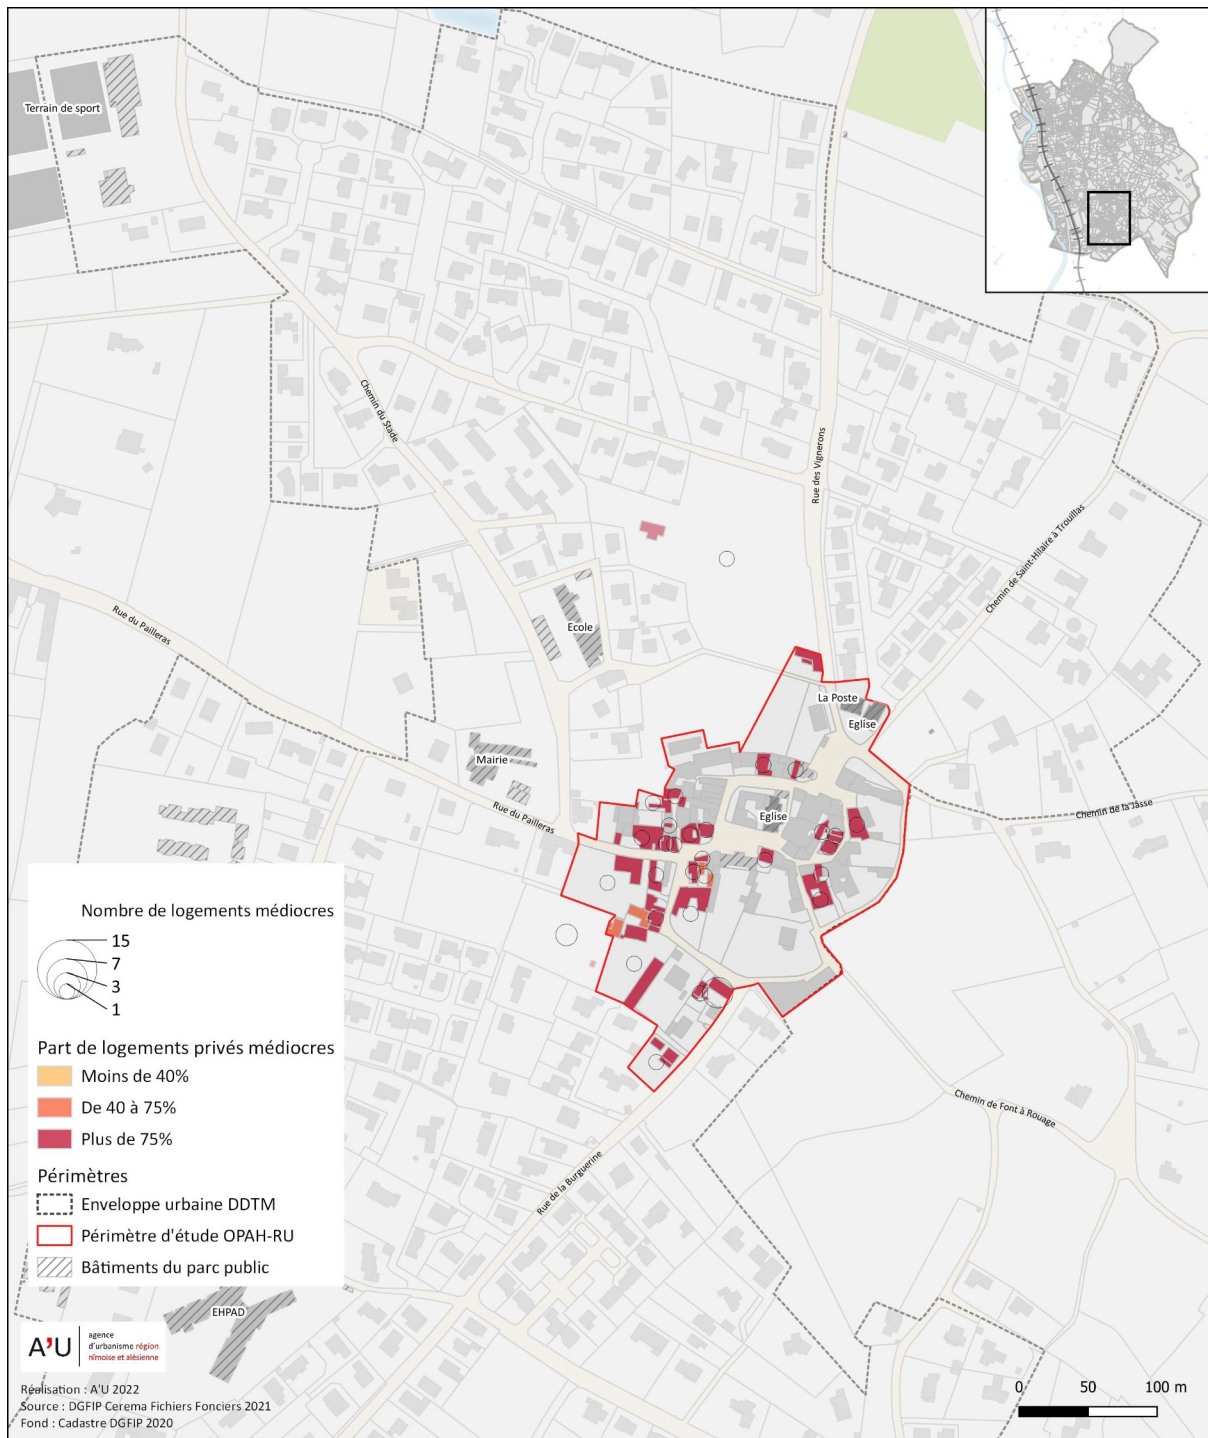 Terrain de sport
Chemin du Stade
Rue des Vignerons
Chemin de Saint-Hilaire à Trouillas
Rue du Pailleras
Ecole
La Poste
Eglise
Mairie
Rue du Pailleras
Eglise
Chemin de la Jasse
Chemin de Font à Rouage
Rue de la Burguerine
Nombre de logements médiocres
15
7
3
1
Part de logements privés médiocres
Moins de 40%
De 40 à 75%
Plus de 75%
Périmètres
Enveloppe urbaine DDTM
Périmètre d'étude OPAH-RU
Bâtiments du parc public
EHPAD
A'U
agence
d'urbanisme région
nîmoise et alésienne
Réalisation : A'U 2022
Source : DGFIP Cerema Fichiers Fonciers 2021
Fond : Cadastre DGFIP 2020
0 50 100 m